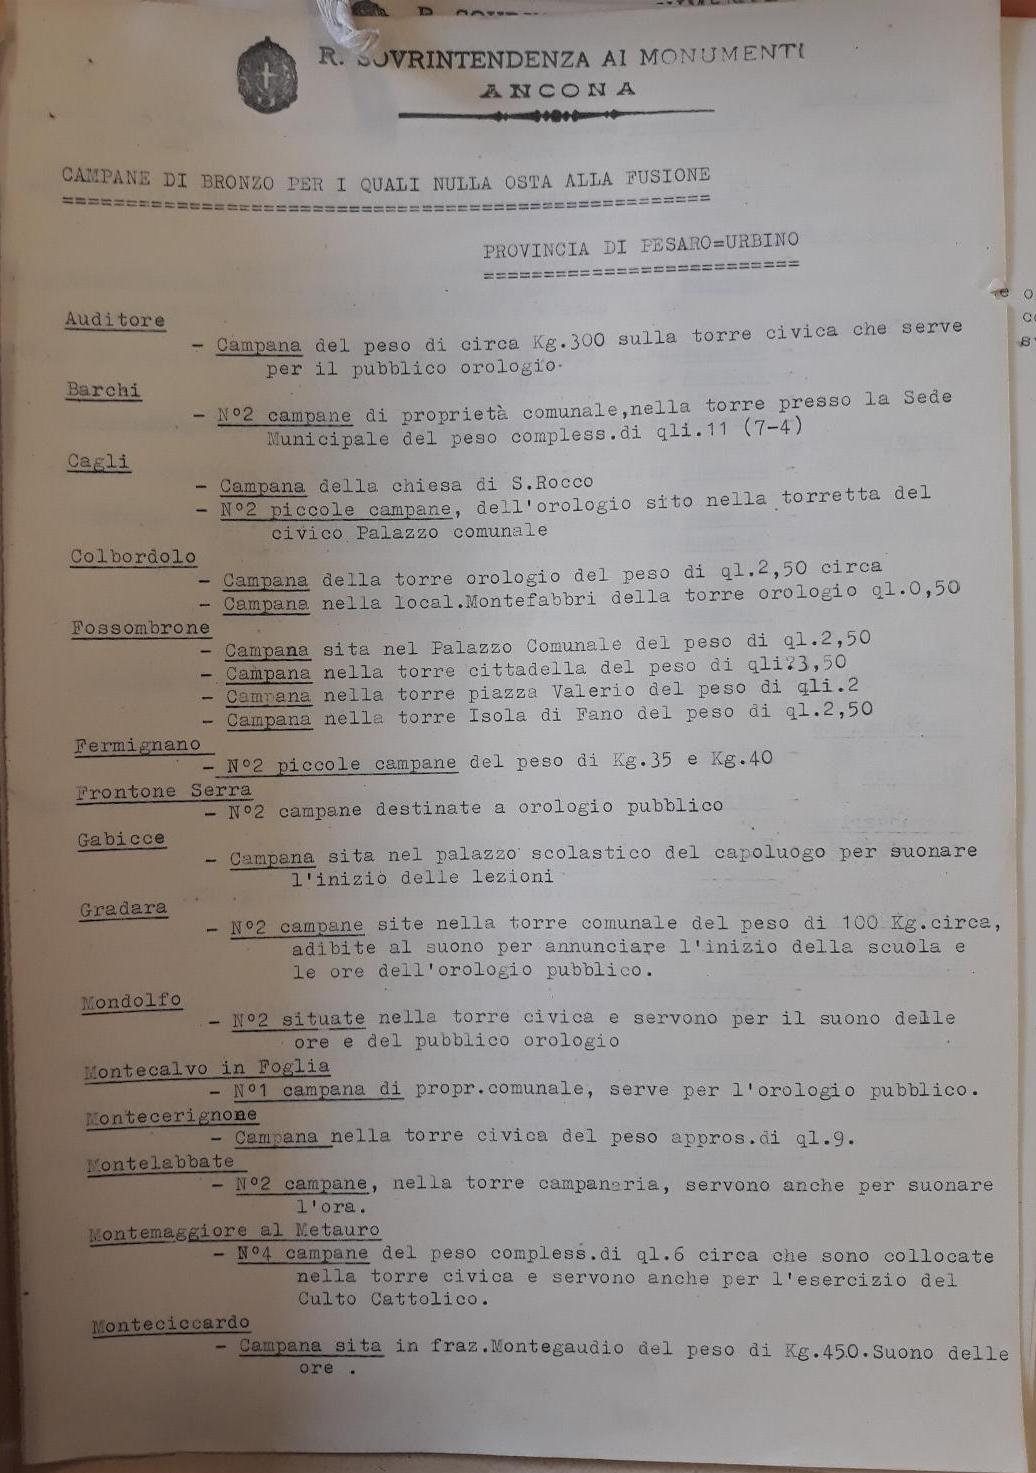 R. SOVRINTENDENZA AI MONUMENTI
ANCONA
CAMPANE DI BRONZO PER I QUALI NULLA OSTA ALLA FUSIONE
PROVINCIA DI PESARO=URBINO
Auditore
- Campana del peso di circa Kg.300 sulla torre civica che serve
per il pubblico orologio.
Barchi
- N°2 campane di proprietà comunale,nella torre presso la Sede
Municipale del peso compless.di qli.11 (7-4)
Cagli
- Campana della chiesa di S.Rocco
- N°2 piccole campane, dell'orologio sito nella torretta del
civico Palazzo comunale
Colbordolo
- Campana della torre orologio del peso di ql.2,50 circa
- Campana nella local.Montefabbri della torre orologio ql.0,50
Fossombrone
- Campana sita nel Palazzo Comunale del peso di ql.2,50
- Campana nella torre cittadella del peso di qli?3,50
- Campana nella torre piazza Valerio del peso di qli.2
- Campana nella torre Isola di Fano del peso di ql.2,50
Fermignano
- N°2 piccole campane del peso di Kg.35 e Kg.40
Frontone Serra
- N°2 campane destinate a orologio pubblico
Gabicce
- Campana sita nel palazzo scolastico del capoluogo per suonare
l'inizio delle lezioni
Gradara
- N°2 campane site nella torre comunale del peso di 100 Kg.circa,
adibite al suono per annunciare l'inizio della scuola e
le ore dell'orologio pubblico.
Mondolfo
- N°2 situate nella torre civica e servono per il suono delle
ore e del pubblico orologio
Montecalvo in Foglia
- N°1 campana di propr.comunale, serve per l'orologio pubblico.
Montecerignone
- Campana nella torre civica del peso appros.di ql.9.
Montelabbate
- N°2 campane, nella torre campanaria, servono anche per suonare
l'ora.
Montemaggiore al Metauro
- N°4 campane del peso compless.di ql.6 circa che sono collocate
nella torre civica e servono anche per l'esercizio del
Culto Cattolico.
Monteciccardo
- Campana sita in fraz.Montegaudio del peso di Kg.450.Suono delle
ore .